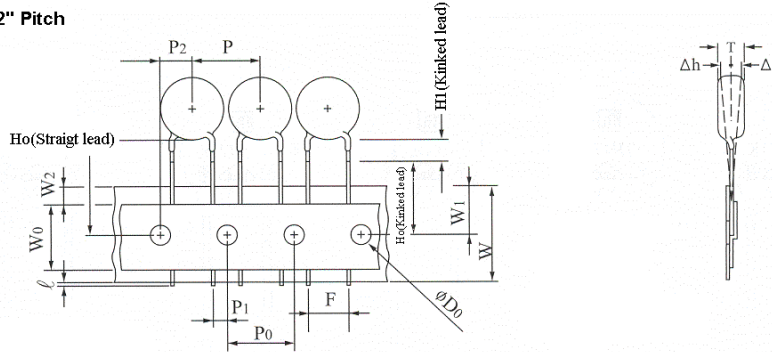 2" Pitch
P2 P
H1(Kinked lead)
T
Δh Δ
Ho(Straigt lead)
W2
W0
Ho(Kinked lead)
W1
W
ℓ
P1
F
øD0
P0